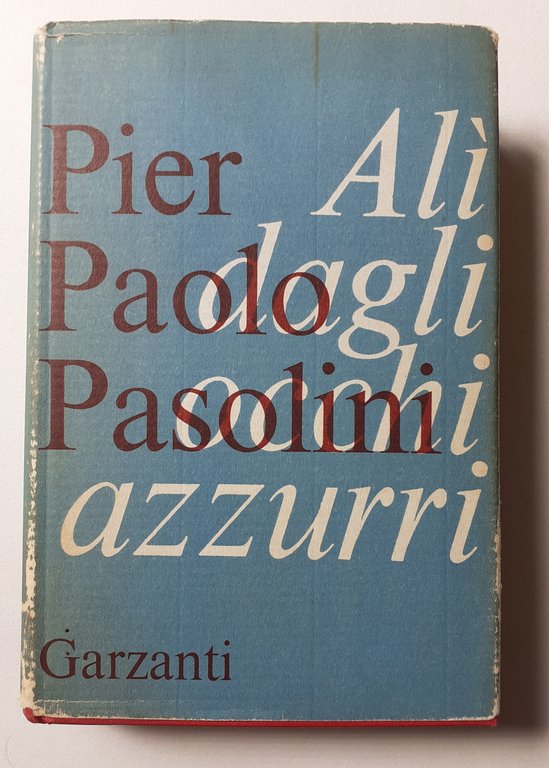 Pier
Paolo
Pasolini
Alì
dagli
occhi
azzurri
Garzanti